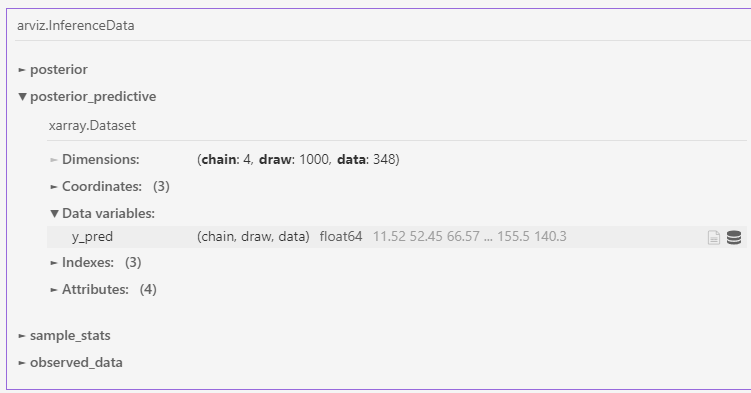 arviz.InferenceData
► posterior
▼ posterior_predictive
xarray.Dataset
► Dimensions: (chain: 4, draw: 1000, data: 348)
► Coordinates: (3)
▼ Data variables:
y_pred (chain, draw, data) float64 11.52 52.45 66.57 ... 155.5 140.3
► Indexes: (3)
► Attributes: (4)
► sample_stats
► observed_data